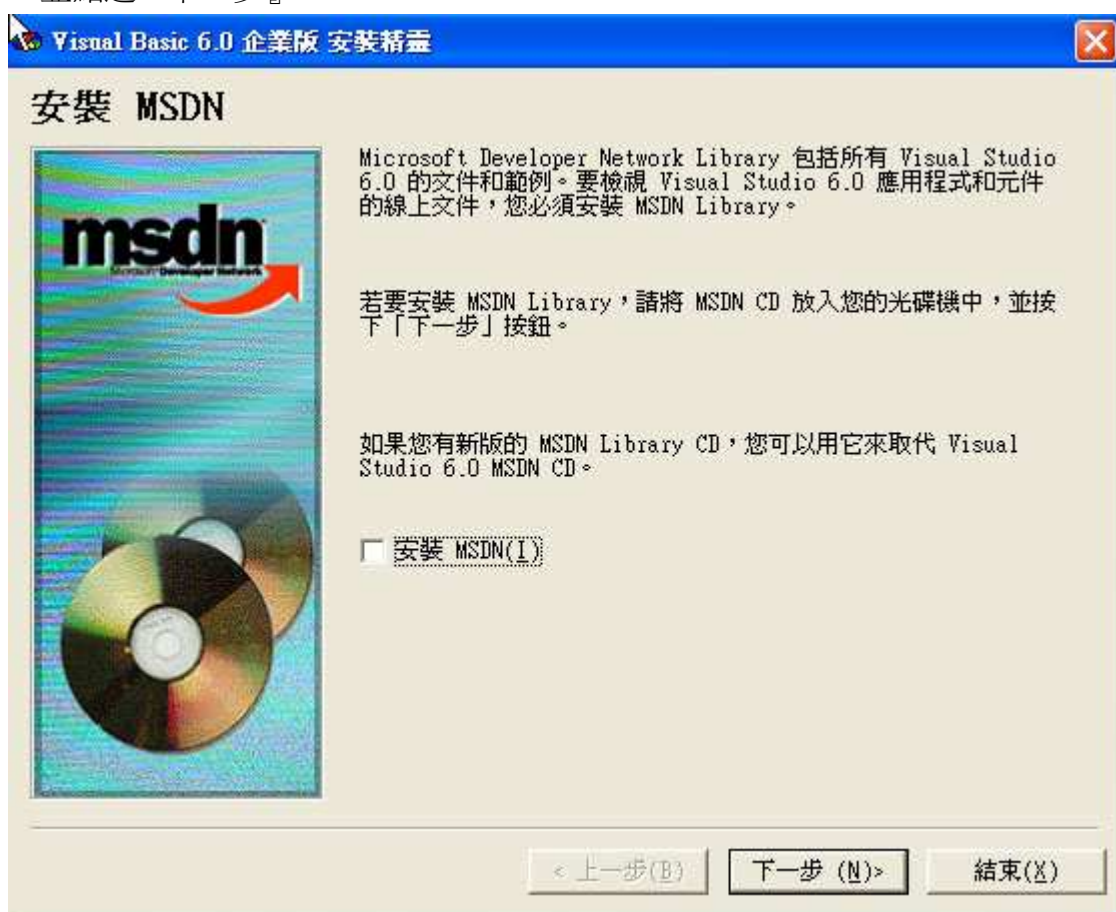 Visual Basic 6.0 企業版 安裝精靈
安裝 MSDN
msdn
Microsoft Developer Network
Microsoft Developer Network Library 包括所有 Visual Studio
6.0 的文件和範例。要檢視 Visual Studio 6.0 應用程式和元件
的線上文件，您必須安裝 MSDN Library。
若要安裝 MSDN Library，請將 MSDN CD 放入您的光碟機中，並按
下「下一步」按鈕。
如果您有新版的 MSDN Library CD，您可以用它來取代 Visual
Studio 6.0 MSDN CD。
安裝 MSDN(I)
< 上一步(B)
下一步 (N)>
結束(X)